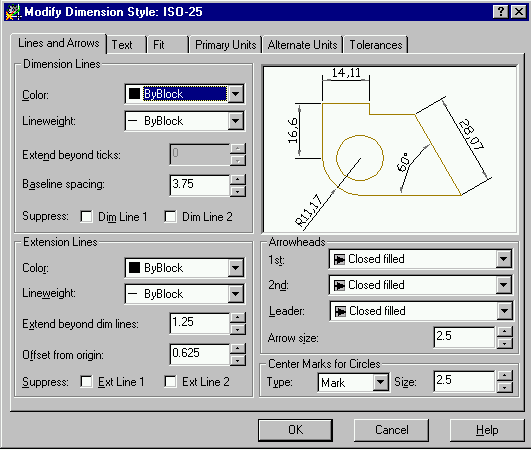 Modify Dimension Style: ISO-25
Lines and Arrows Text Fit Primary Units Alternate Units Tolerances
Dimension Lines
Color: ByBlock
Lineweight: ByBlock
Extend beyond ticks: 0
Baseline spacing: 3.75
Suppress: Dim Line 1 Dim Line 2
14,11
16,6
28,07
60°
R11,17
Extension Lines
Color: ByBlock
Lineweight: ByBlock
Extend beyond dim lines: 1.25
Offset from origin: 0.625
Suppress: Ext Line 1 Ext Line 2
Arrowheads
1st: Closed filled
2nd: Closed filled
Leader: Closed filled
Arrow size: 2.5
Center Marks for Circles
Type: Mark Size: 2.5
OK Cancel Help